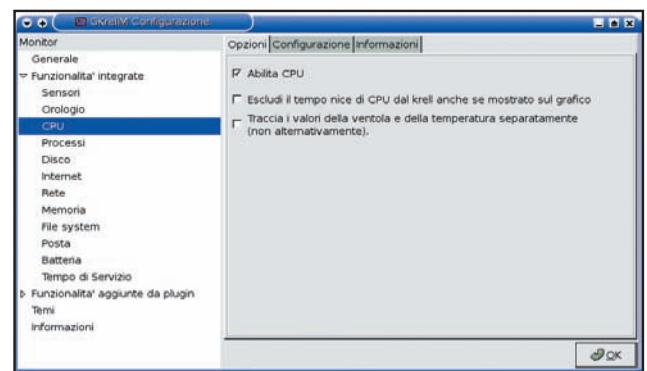 GKrellM Configurazione
Monitor
Generale
Funzionalita' integrate
Sensori
Orologio
CPU
Processi
Disco
Internet
Rete
Memoria
File system
Posta
Batteria
Tempo di Servizio
Funzionalita' aggiunte da plugin
Temi
Informazioni
Opzioni
Configurazione
Informazioni
Abilita CPU
Escludi il tempo nice di CPU dal krell anche se mostrato sul grafico
Traccia i valori della ventola e della temperatura separatamente
(non alternativamente).
OK